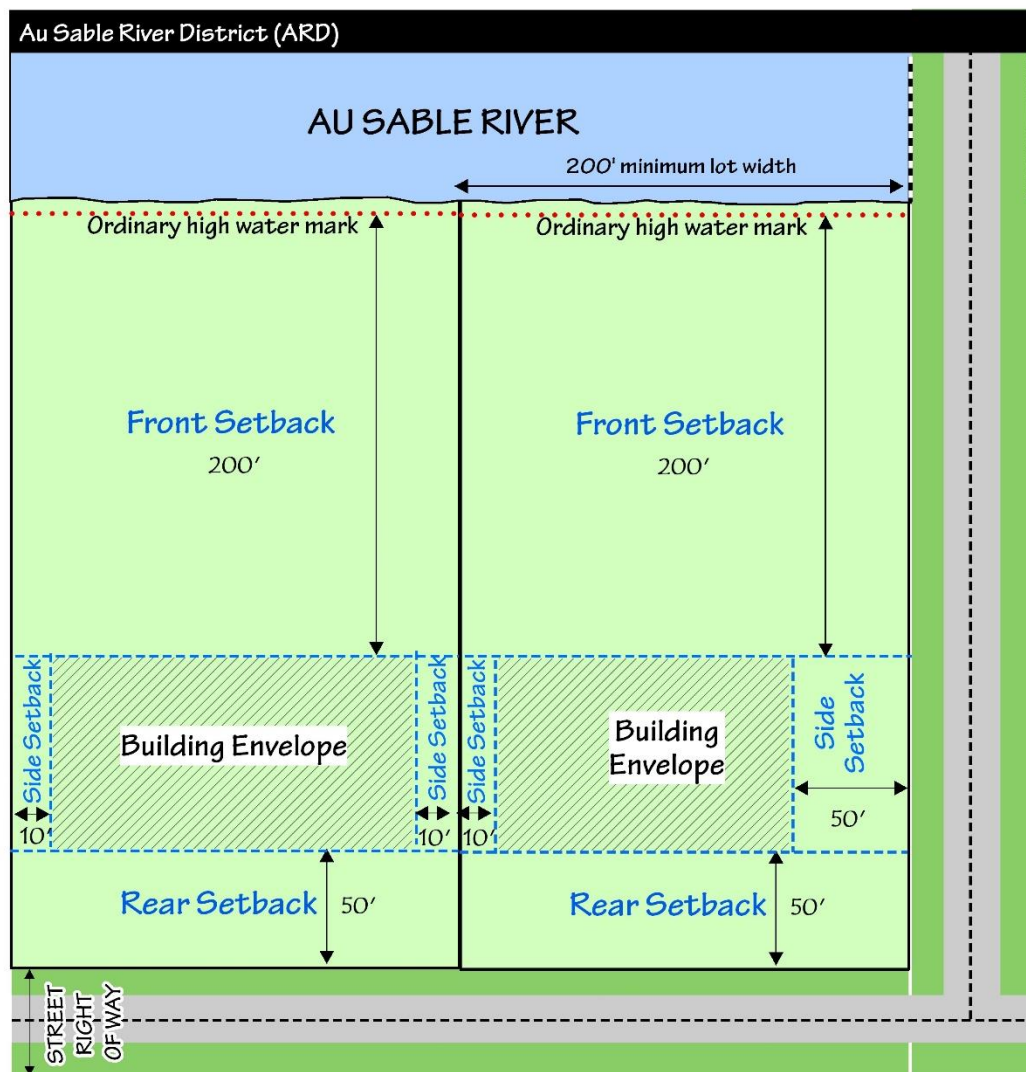 Au Sable River District (ARD)
AU SABLE RIVER
200' minimum lot width
Ordinary high water mark
Ordinary high water mark
Front Setback
200'
Front Setback
200'
Side Setback
10'
Building Envelope
Side Setback
10'
Side Setback
10'
Building
Envelope
Side
Setback
50'
Rear Setback
50'
Rear Setback
50'
STREET
RIGHT
OF WAY